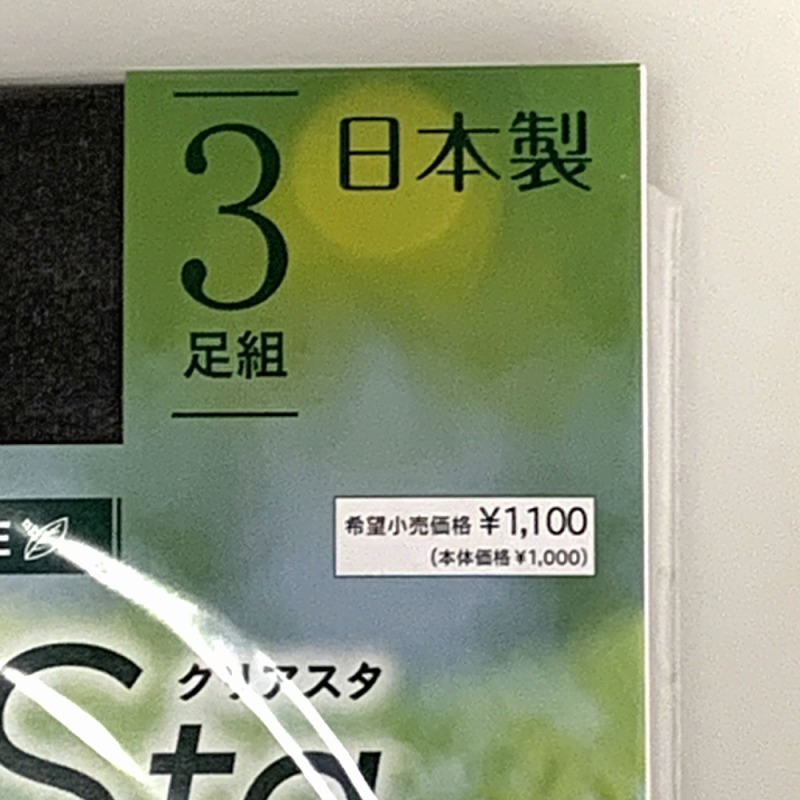 3
足組
日本製
希望小売価格 ¥1,100
(本体価格 ¥1,000)
E
クリアスタ
Sta